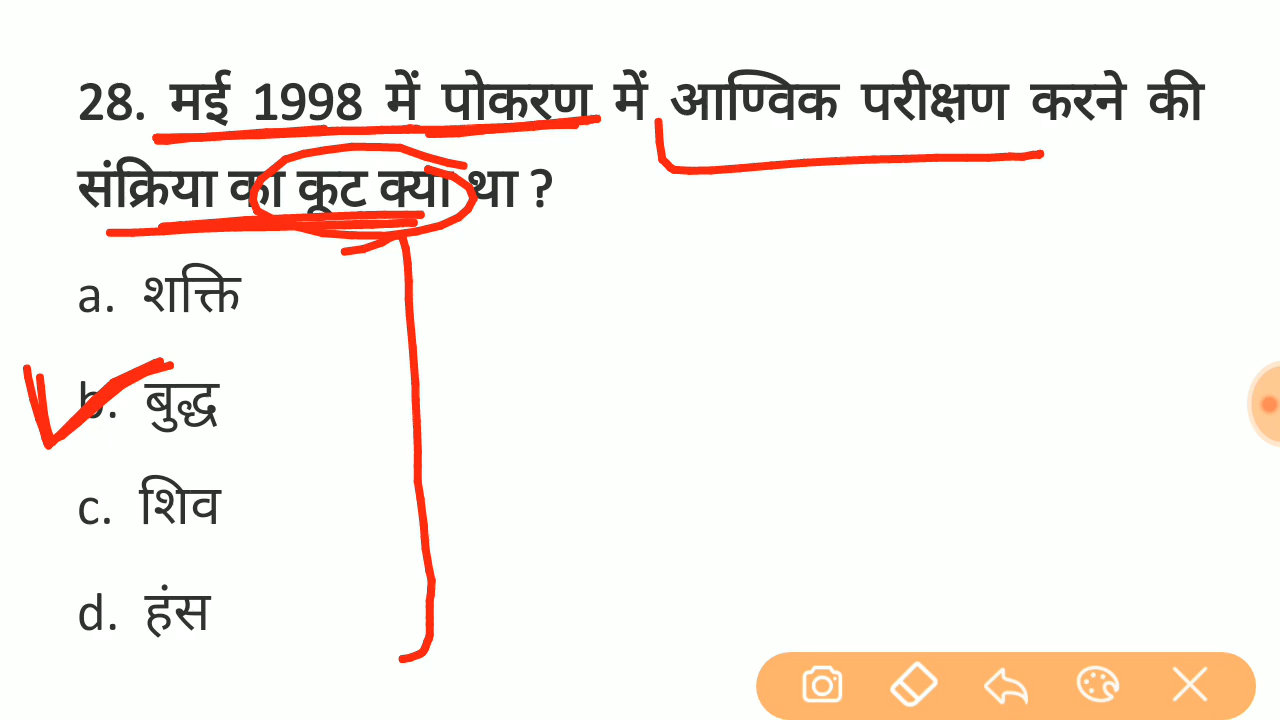 28. मई 1998 में पोकरण में आण्विक परीक्षण करने की
संक्रिया का कूट क्या था ?
a. शक्ति
b. बुद्ध
c. शिव
d. हंस